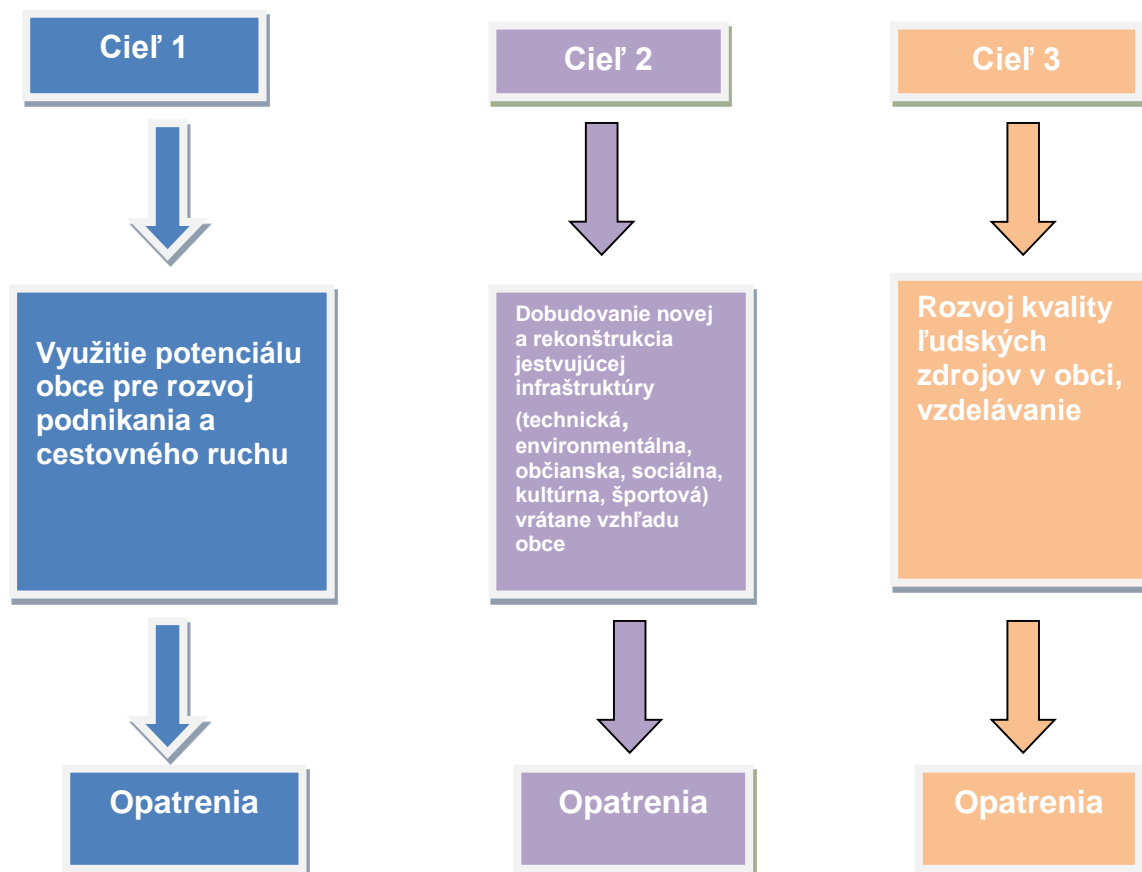 Cieľ 1
Cieľ 2
Cieľ 3
Využitie potenciálu
obce pre rozvoj
podnikania a
cestovného ruchu
Dobudovanie novej
a rekonštrukcia
jestvujúcej
infraštruktúry
(technická,
environmentálna,
občianska, sociálna,
kultúrna, športová)
vrátane vzhľadu
obce
Rozvoj kvality
ľudských
zdrojov v obci,
vzdelávanie
Opatrenia
Opatrenia
Opatrenia